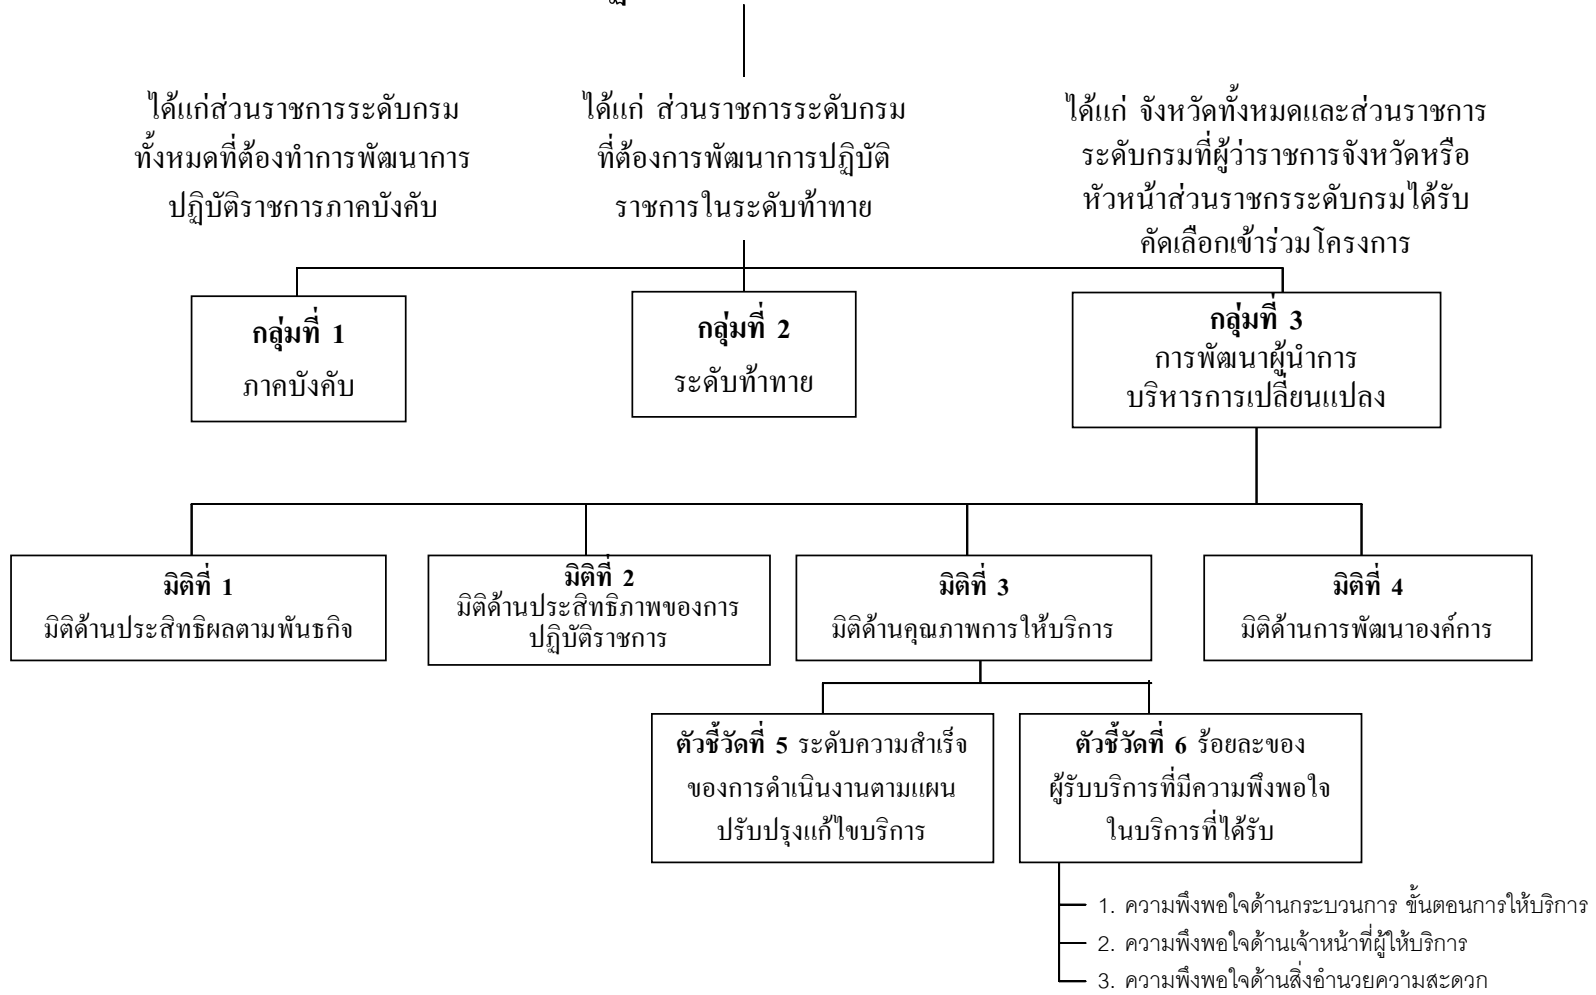 ได้แก่ส่วนราชการระดับกรม
ทั้งหมดที่ต้องทำการพัฒนาการ
ปฏิบัติราชการภาคบังคับ
ได้แก่ ส่วนราชการระดับกรม
ที่ต้องการพัฒนาการปฏิบัติ
ราชการในระดับท้าทาย
ได้แก่ จังหวัดทั้งหมดและส่วนราชการ
ระดับกรมที่ผู้ว่าราชการจังหวัดหรือ
หัวหน้าส่วนราชกรระดับกรมได้รับ
คัดเลือกเข้าร่วมโครงการ
กลุ่มที่ 1
ภาคบังคับ
กลุ่มที่ 2
ระดับท้าทาย
กลุ่มที่ 3
การพัฒนาผู้นำการ
บริหารการเปลี่ยนแปลง
มิติที่ 1
มิติด้านประสิทธิผลตามพันธกิจ
มิติที่ 2
มิติด้านประสิทธิภาพของการ
ปฏิบัติราชการ
มิติที่ 3
มิติด้านคุณภาพการให้บริการ
มิติที่ 4
มิติด้านการพัฒนาองค์การ
ตัวชี้วัดที่ 5 ระดับความสำเร็จ
ของการดำเนินงานตามแผน
ปรับปรุงแก้ไขบริการ
ตัวชี้วัดที่ 6 ร้อยละของ
ผู้รับบริการที่มีความพึงพอใจ
ในบริการที่ได้รับ
1. ความพึงพอใจด้านกระบวนการ ขั้นตอนการให้บริการ
2. ความพึงพอใจด้านเจ้าหน้าที่ผู้ให้บริการ
3. ความพึงพอใจด้านสิ่งอำนวยความสะดวก